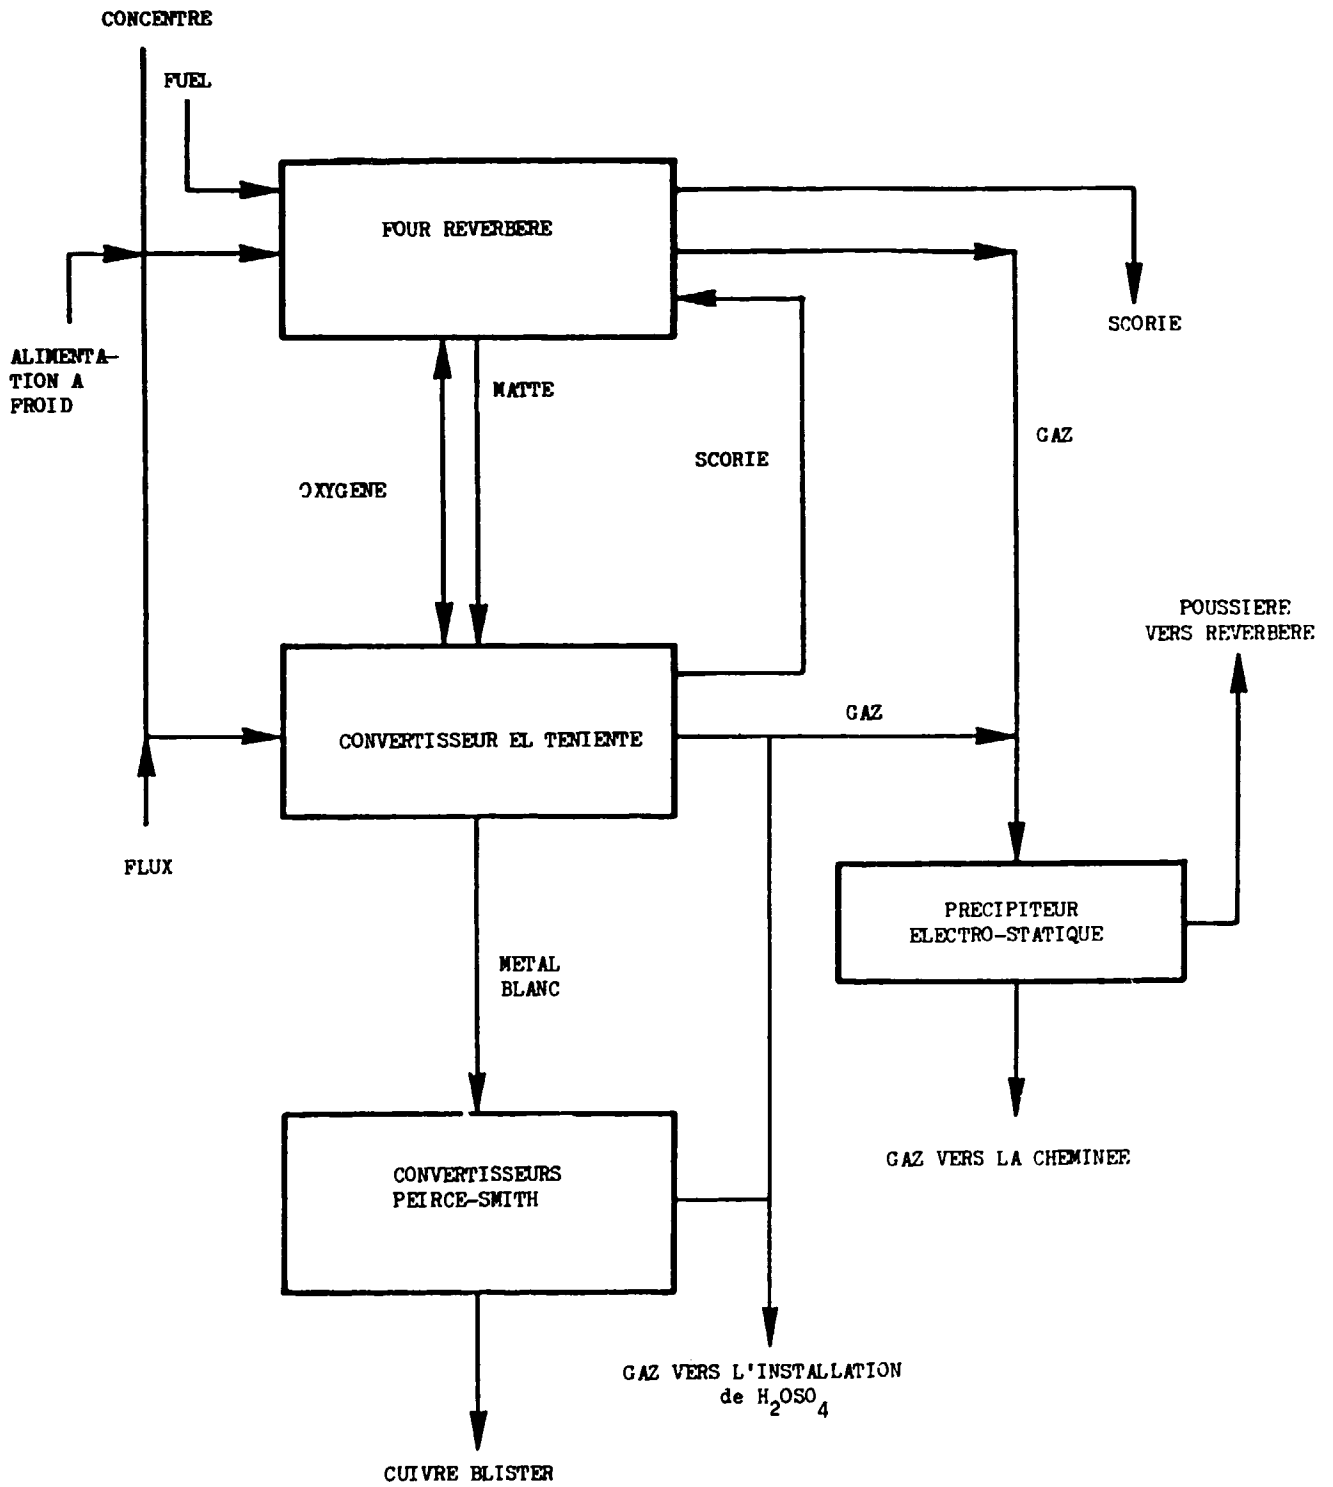 CONCENTRE
FUEL
FOUR REVERBERE
SCORIE
ALIMENTA-
TION A
FROID
MATTE
GAZ
SCORIE
OXYGENE
POUSSIERE
VERS REVERBERE
GAZ
CONVERTISSEUR EL TENIENTE
FLUX
PRECIPITEUR
ELECTRO-STATIQUE
METAL
BLANC
GAZ VERS LA CHEMINEE
CONVERTISSEURS
PEIRCE-SMITH
GAZ VERS L'INSTALLATION
de H2OSO4
CUIVRE BLISTER